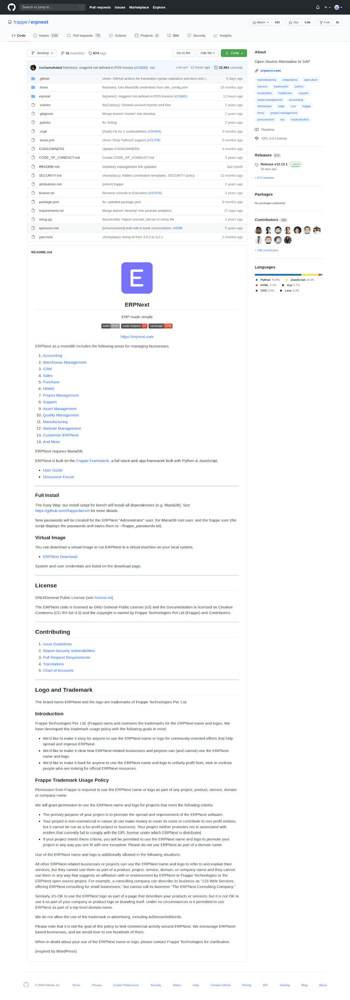 Search or jump to… /
Pull requests Issues Marketplace Explore
frappe / erpnext
Watch 531 Star 6.9k Fork 3k
Code Issues 2.5k Pull requests 72 Actions Projects 2 Wiki Security Insights
develop 41 branches 874 tags Go to file Add file Code
ruchamahabal fix(minor): msgprint not defined in POS Invoice (#23680) ... c3b1aef 12 hours ago 32,961 commits
.github chore: GitHub actions for translation syntax validation and docs link (… 5 days ago
.travis fix(travis): Use MariaDB credentials from site_config.json 15 months ago
erpnext fix(minor): msgprint not defined in POS Invoice (#23680) 12 hours ago
.eslintrc fix(Codacy): Deleted unused imports and files 2 years ago
.gitignore Merge branch 'master' into develop 2 years ago
.pylintrc fix: linting 2 years ago
.snyk [Snyk] Fix for 1 vulnerabilities (#20484) 9 months ago
.travis.yml chore: Drop Python2 support (#21704) 5 months ago
CODEOWNERS Update CODEOWNERS 4 months ago
CODE_OF_CONDUCT.md Create CODE_OF_CONDUCT.md 3 years ago
README.md inventory management link updated last month
SECURITY.md chore(docs): Added contribution templates, SECURITY policy 12 months ago
attributions.md [minor] frappe 2 years ago
license.txt Rename schools to Education (#11524) 3 years ago
package.json fix: updated package.json 8 months ago
requirements.txt Merge branch 'develop' into youtube-analytics 27 days ago
setup.py fix(unicode): Import unicode_literals in every file 2 years ago
sponsors.md [enhancement] bulk edit in bank reconciliation, #4356 5 years ago
yarn.lock chore(deps): bump bl from 3.0.0 to 3.0.1 2 months ago
About
Open Source Alternative to SAP
erpnext.com
manufacturing integrations agriculture
erpnext trademarks python
localization healthcare support
asset-management accounting
distribution retail crm frappe
hrms project-management
procurement erp hacktoberfest
Readme
GPL-3.0 License
Releases 874
Release v12.12.1 Latest
18 days ago
+ 873 releases
Packages
No packages published
Contributors 349
+ 338 contributors
Languages
Python 70.9% JavaScript 24.5%
HTML 3.1% Vue 0.7%
CSS 0.5% Less 0.3%
README.md
E
ERPNext
ERP made simple
build error code helpers 77 coverage 57%
https://erpnext.com
ERPNext as a monolith includes the following areas for managing businesses:
1. Accounting
2. Warehouse Management
3. CRM
4. Sales
5. Purchase
6. HRMS
7. Project Management
8. Support
9. Asset Management
10. Quality Management
11. Manufacturing
12. Website Management
13. Customize ERPNext
14. And More
ERPNext requires MariaDB.
ERPNext is built on the Frappe Framework, a full-stack web app framework built with Python & JavaScript.
• User Guide
• Discussion Forum
Full Install
The Easy Way: our install script for bench will install all dependencies (e.g. MariaDB). See
https://github.com/frappe/bench for more details.
New passwords will be created for the ERPNext "Administrator" user, the MariaDB root user, and the frappe user (the
script displays the passwords and saves them to ~/frappe_passwords.txt).
Virtual Image
You can download a virtual image to run ERPNext in a virtual machine on your local system.
• ERPNext Download
System and user credentials are listed on the download page.
License
GNU/General Public License (see license.txt)
The ERPNext code is licensed as GNU General Public License (v3) and the Documentation is licensed as Creative
Commons (CC-BY-SA-3.0) and the copyright is owned by Frappe Technologies Pvt Ltd (Frappe) and Contributors.
Contributing
1. Issue Guidelines
2. Report Security Vulnerabilities
3. Pull Request Requirements
4. Translations
5. Chart of Accounts
Logo and Trademark
The brand name ERPNext and the logo are trademarks of Frappe Technologies Pvt. Ltd.
Introduction
Frappe Technologies Pvt. Ltd. (Frappe) owns and oversees the trademarks for the ERPNext name and logos. We
have developed this trademark usage policy with the following goals in mind:
• We'd like to make it easy for anyone to use the ERPNext name or logo for community-oriented efforts that help
spread and improve ERPNext.
• We'd like to make it clear how ERPNext-related businesses and projects can (and cannot) use the ERPNext
name and logo.
• We'd like to make it hard for anyone to use the ERPNext name and logo to unfairly profit from, trick or confuse
people who are looking for official ERPNext resources.
Frappe Trademark Usage Policy
Permission from Frappe is required to use the ERPNext name or logo as part of any project, product, service, domain
or company name.
We will grant permission to use the ERPNext name and logo for projects that meet the following criteria:
• The primary purpose of your project is to promote the spread and improvement of the ERPNext software.
• Your project is non-commercial in nature (it can make money to cover its costs or contribute to non-profit entities,
but it cannot be run as a for-profit project or business). Your project neither promotes nor is associated with
entities that currently fail to comply with the GPL license under which ERPNext is distributed.
• If your project meets these criteria, you will be permitted to use the ERPNext name and logo to promote your
project in any way you see fit with one exception: Please do not use ERPNext as part of a domain name.
Use of the ERPNext name and logo is additionally allowed in the following situations:
All other ERPNext-related businesses or projects can use the ERPNext name and logo to refer to and explain their
services, but they cannot use them as part of a product, project, service, domain, or company name and they cannot
use them in any way that suggests an affiliation with or endorsement by ERPNext or Frappe Technologies or the
ERPNext open source project. For example, a consulting company can describe its business as “123 Web Services,
offering ERPNext consulting for small businesses,” but cannot call its business “The ERPNext Consulting Company.”
Similarly, it's OK to use the ERPNext logo as part of a page that describes your products or services, but it is not OK to
use it as part of your company or product logo or branding itself. Under no circumstances is it permitted to use
ERPNext as part of a top-level domain name.
We do not allow the use of the trademark in advertising, including AdSense/AdWords.
Please note that it is not the goal of this policy to limit commercial activity around ERPNext. We encourage ERPNext-
based businesses, and we would love to see hundreds of them.
When in doubt about your use of the ERPNext name or logo, please contact Frappe Technologies for clarification.
(inspired by WordPress)
© 2020 GitHub, Inc. Terms Privacy Cookie Preferences Security Status Help Contact GitHub Pricing API Training Blog About